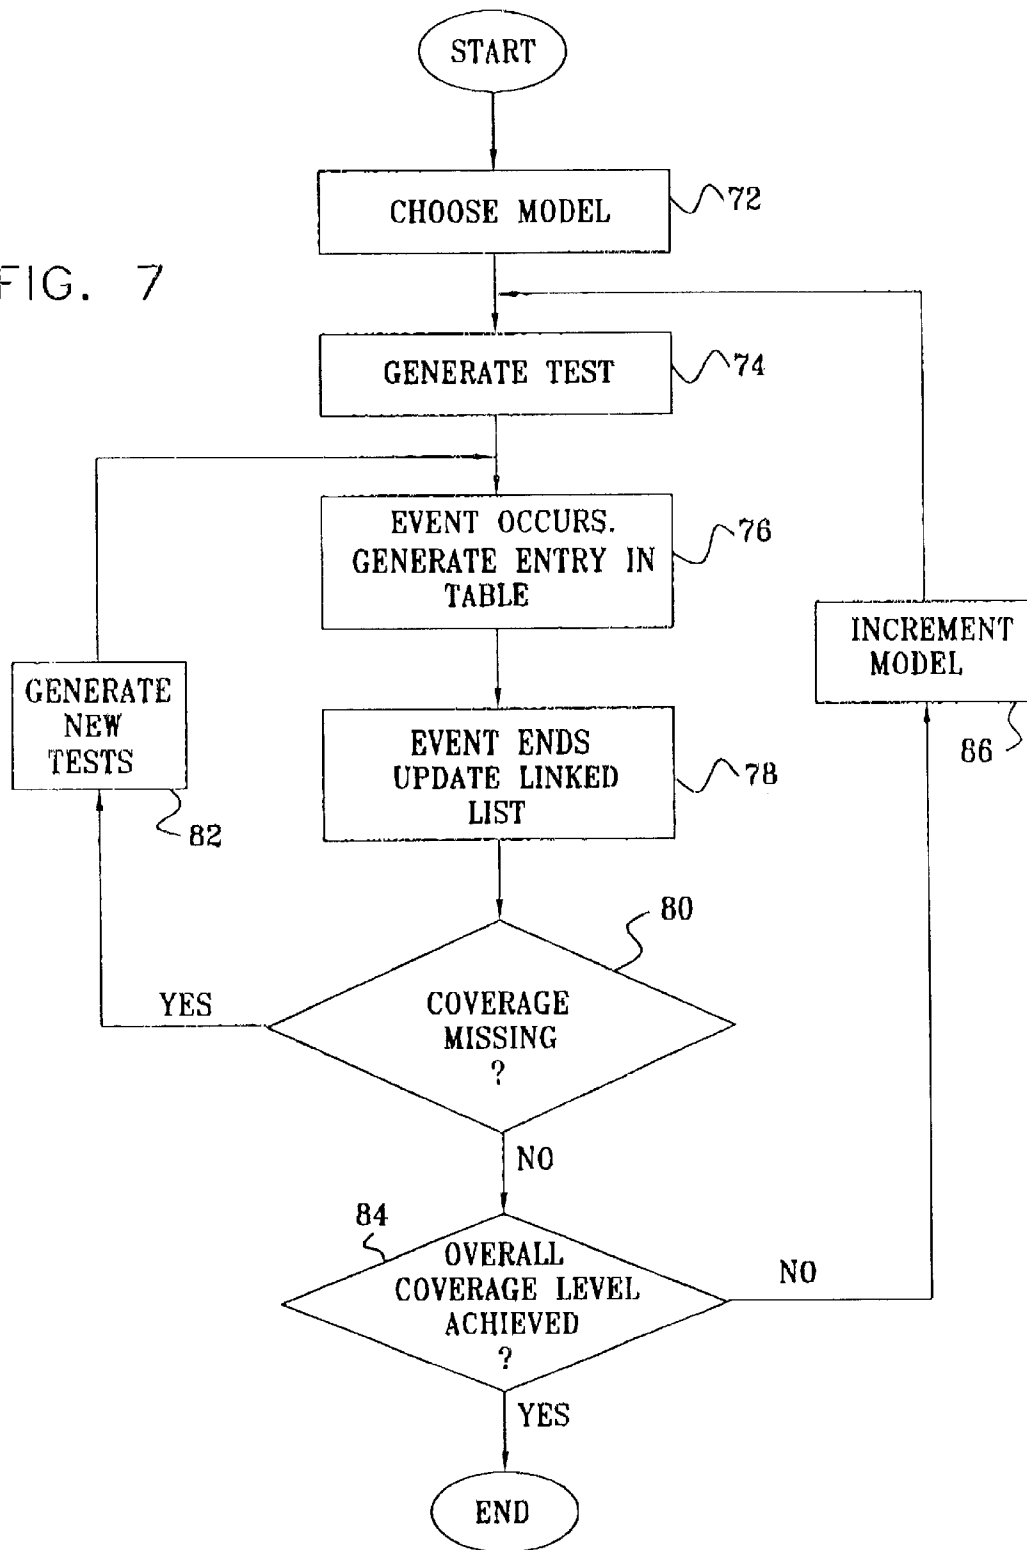 START
CHOOSE MODEL
72
FIG. 7
GENERATE TEST
74
EVENT OCCURS.
GENERATE ENTRY IN
TABLE
76
INCREMENT
MODEL
86
GENERATE
NEW
TESTS
82
EVENT ENDS
UPDATE LINKED
LIST
78
80
YES
COVERAGE
MISSING
?
NO
84
OVERALL
COVERAGE LEVEL
ACHIEVED
?
NO
YES
END